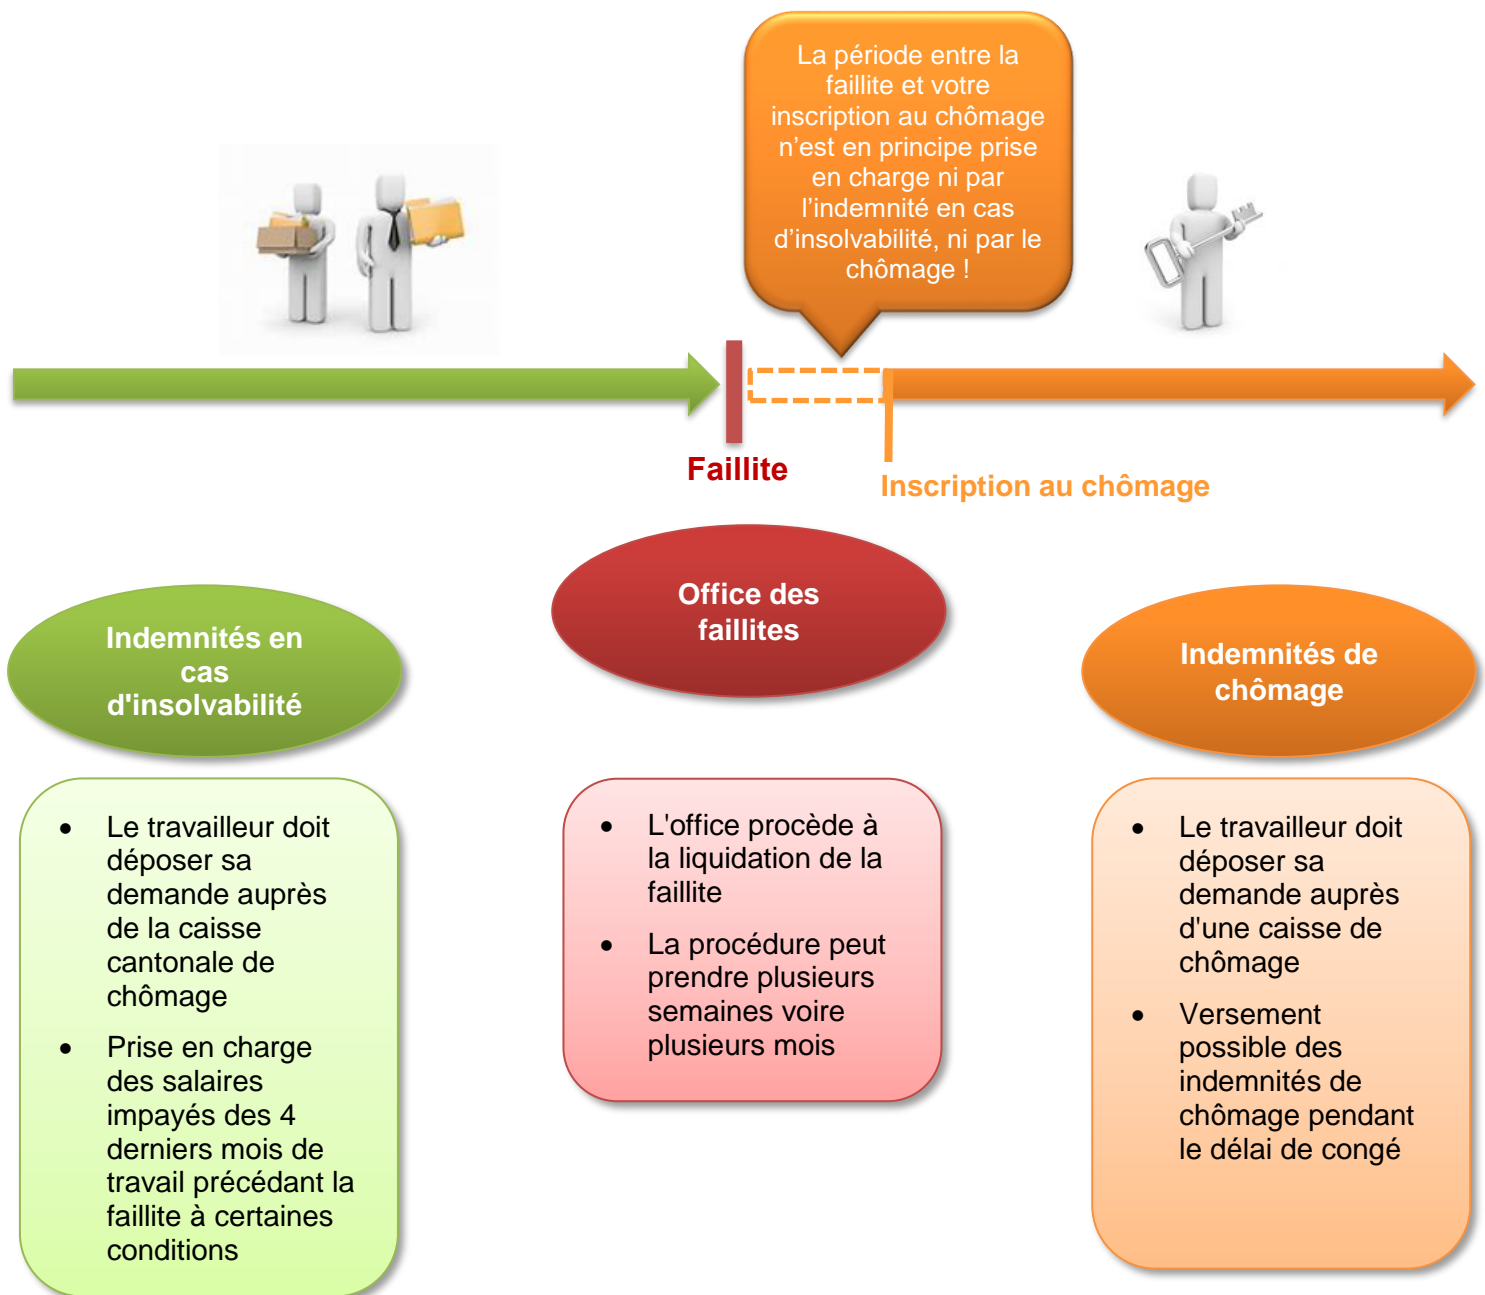 La période entre la
faillite et votre
inscription au chômage
n’est en principe prise
en charge ni par
l’indemnité en cas
d’insolvabilité, ni par le
chômage !
Faillite
Inscription au chômage
Indemnités en
cas
d'insolvabilité
• Le travailleur doit
déposer sa
demande auprès
de la caisse
cantonale de
chômage
• Prise en charge
des salaires
impayés des 4
derniers mois de
travail précédant la
faillite à certaines
conditions
Office des
faillites
• L'office procède à
la liquidation de la
faillite
• La procédure peut
prendre plusieurs
semaines voire
plusieurs mois
Indemnités de
chômage
• Le travailleur doit
déposer sa
demande auprès
d'une caisse de
chômage
• Versement
possible des
indemnités de
chômage pendant
le délai de congé